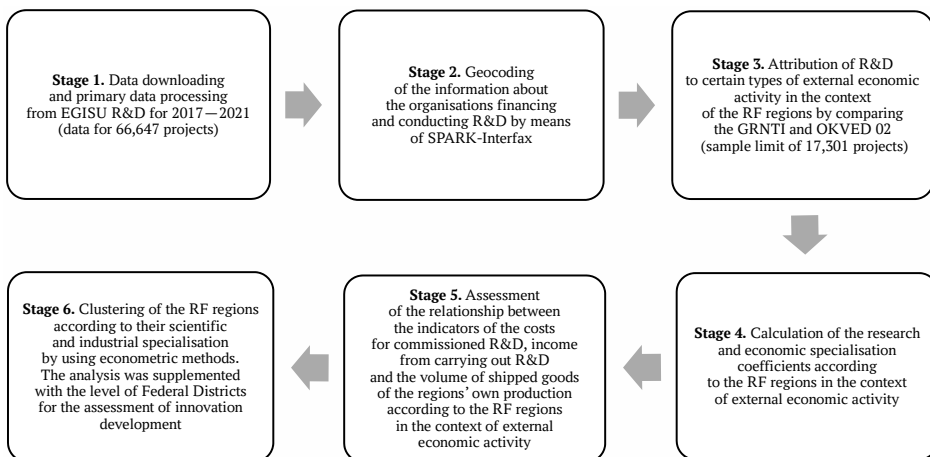 Stage 1. Data downloading
and primary data processing
from EGISU R&D for 2017—2021
(data for 66,647 projects)
Stage 2. Geocoding
of the information about
the organisations financing
and conducting R&D by means
of SPARK-Interfax
Stage 3. Attribution of R&D
to certain types of external economic
activity in the context
of the RF regions by comparing
the GRNTI and OKVED 02
(sample limit of 17,301 projects)
Stage 4. Calculation of the research
and economic specialisation
coefficients according
to the RF regions in the context
of external economic activity
Stage 5. Assessment
of the relationship between
the indicators of the costs
for commissioned R&D, income
from carrying out R&D
and the volume of shipped goods
of the regions’ own production
according to the RF regions
in the context of external
economic activity
Stage 6. Clustering of the RF regions
according to their scientific
and industrial specialisation
by using econometric methods.
The analysis was supplemented
with the level of Federal Districts
for the assessment of innovation
development